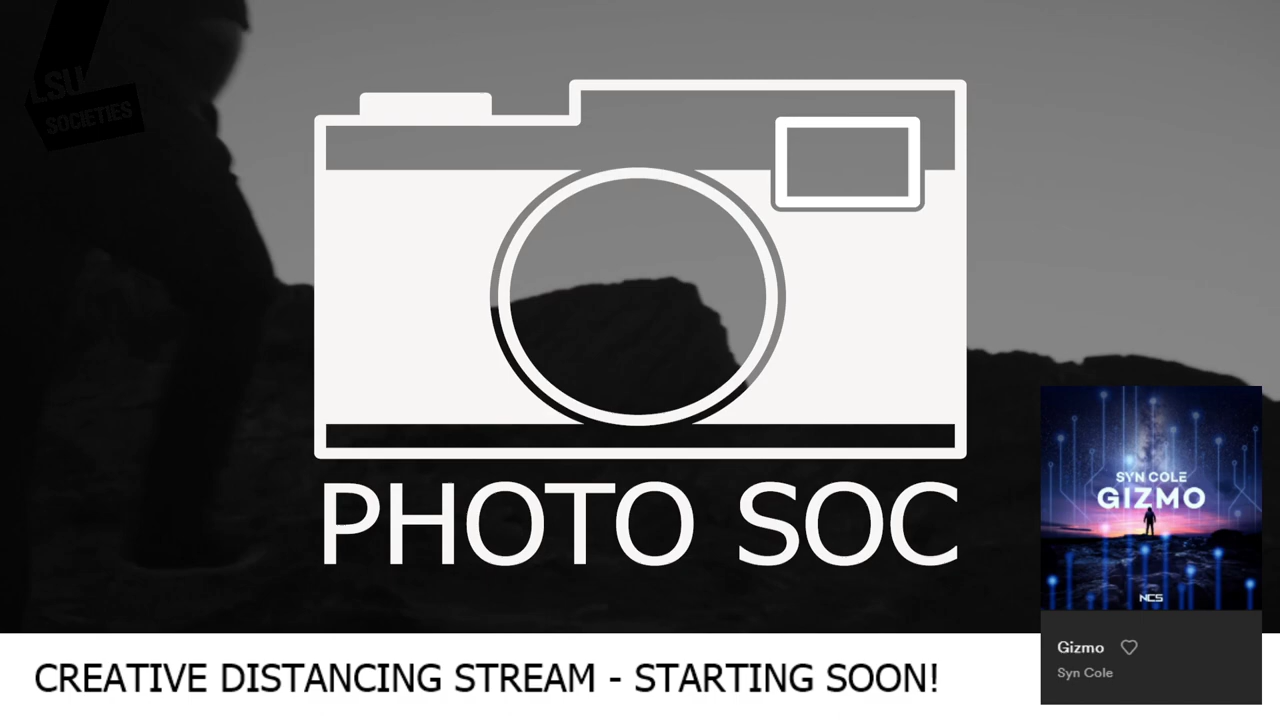 LSU
SOCIETIES
PHOTO SOC
SYN COLE
GIZMO
NCS
Gizmo
Syn Cole
CREATIVE DISTANCING STREAM - STARTING SOON!